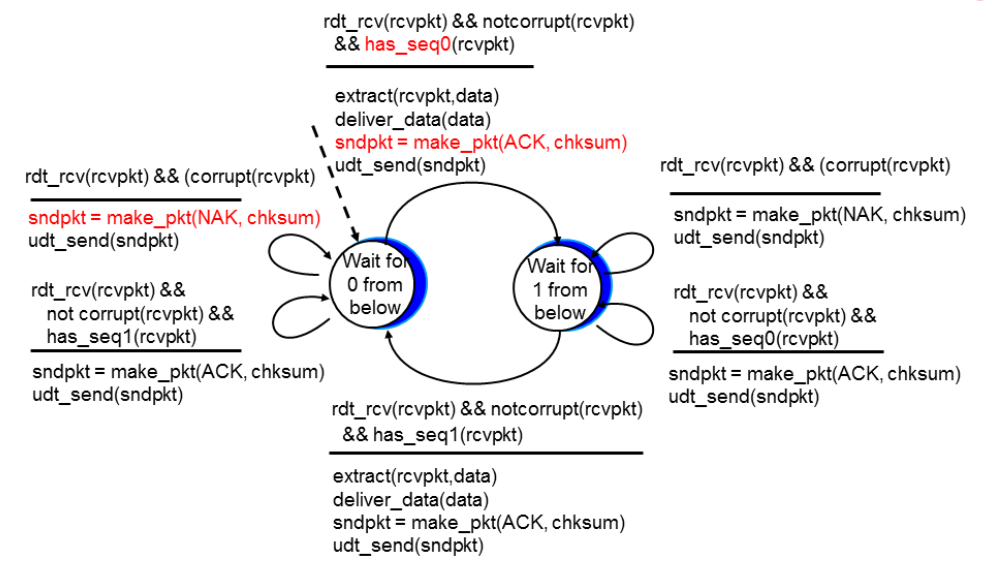 rdt_rcv(rcvpkt) && notcorrupt(rcvpkt)
&& has_seq0(rcvpkt)
extract(rcvpkt,data)
deliver_data(data)
sndpkt = make_pkt(ACK, chksum)
udt_send(sndpkt)
rdt_rcv(rcvpkt) && (corrupt(rcvpkt)
sndpkt = make_pkt(NAK, chksum)
udt_send(sndpkt)
rdt_rcv(rcvpkt) &&
not corrupt(rcvpkt) &&
has_seq1(rcvpkt)
sndpkt = make_pkt(ACK, chksum)
udt_send(sndpkt)
Wait for
0 from
below
Wait for
1 from
below
rdt_rcv(rcvpkt) && (corrupt(rcvpkt)
sndpkt = make_pkt(NAK, chksum)
udt_send(sndpkt)
rdt_rcv(rcvpkt) &&
not corrupt(rcvpkt) &&
has_seq0(rcvpkt)
sndpkt = make_pkt(ACK, chksum)
udt_send(sndpkt)
rdt_rcv(rcvpkt) && notcorrupt(rcvpkt)
&& has_seq1(rcvpkt)
extract(rcvpkt,data)
deliver_data(data)
sndpkt = make_pkt(ACK, chksum)
udt_send(sndpkt)